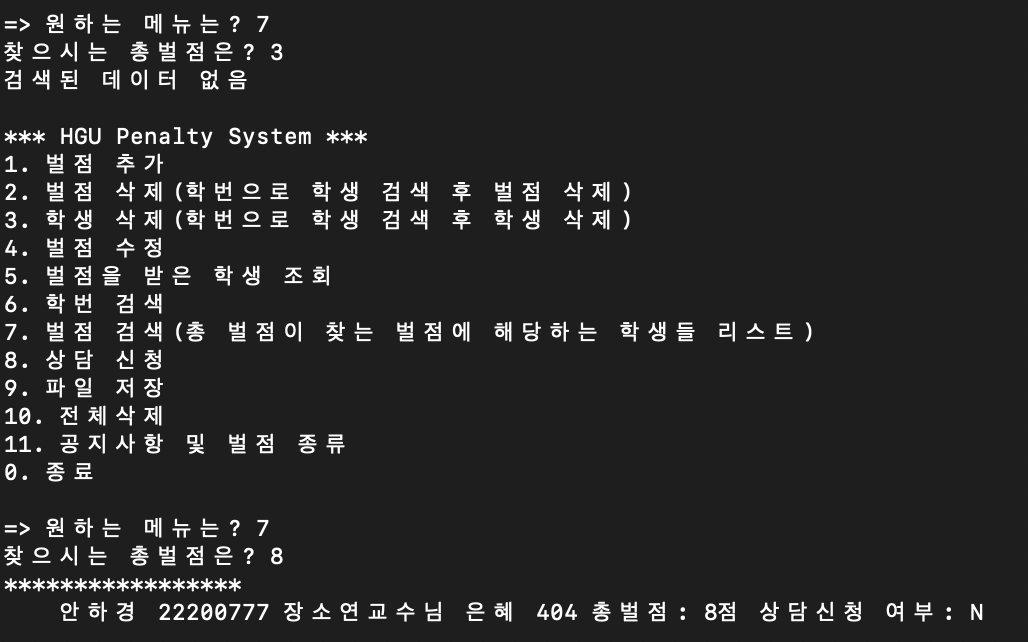 => 원하는 메뉴는? 7
찾으시는 총벌점은? 3
검색된 데이터 없음
*** HGU Penalty System ***
1. 벌점 추가
2. 벌점 삭제(학번으로 학생 검색 후 벌점 삭제)
3. 학생 삭제(학번으로 학생 검색 후 학생 삭제)
4. 벌점 수정
5. 벌점을 받은 학생 조회
6. 학번 검색
7. 벌점 검색(총 벌점이 찾는 벌점에 해당하는 학생들 리스트)
8. 상담 신청
9. 파일 저장
10. 전체삭제
11. 공지사항 및 벌점 종류
0. 종료
=> 원하는 메뉴는? 7
찾으시는 총벌점은? 8
*****************
안하경 22200777 장소연교수님 은혜 404 총벌점: 8점 상담신청 여부: N